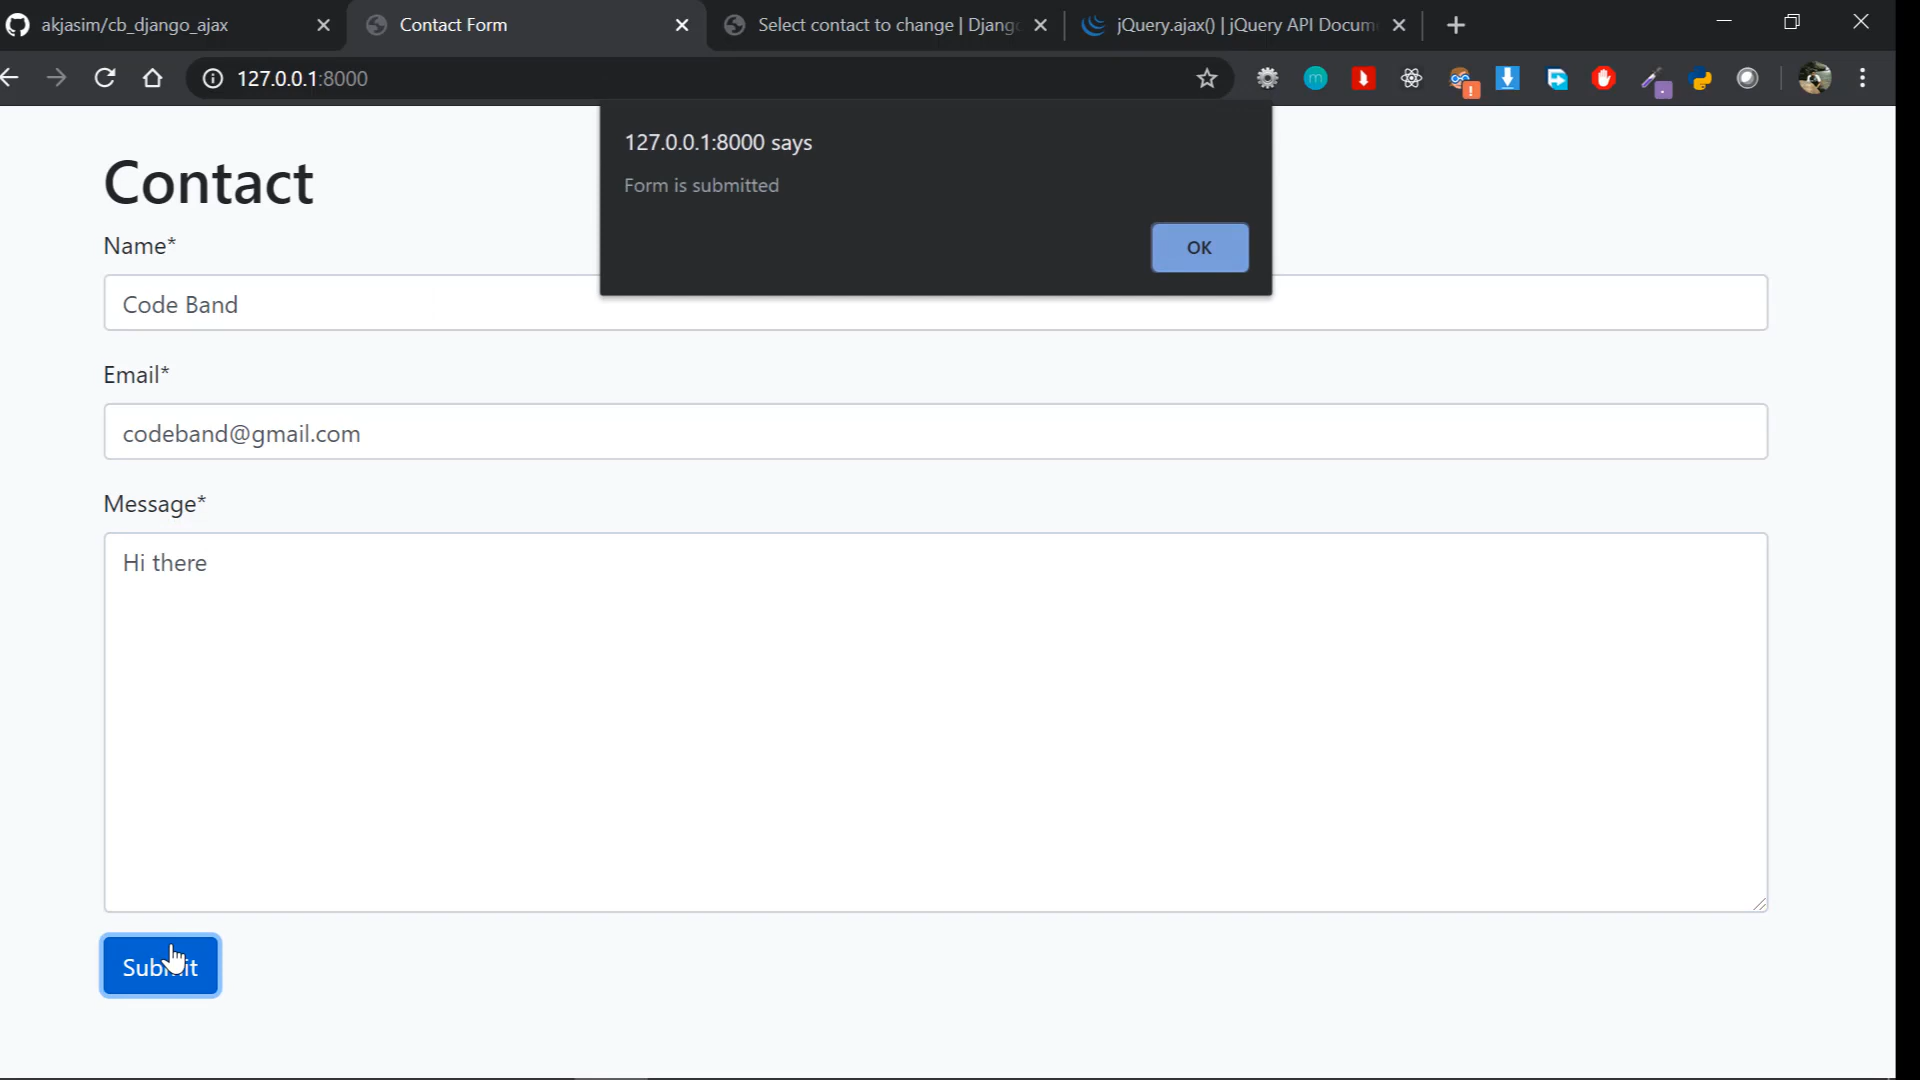 akjasim/cb_django_ajax
Contact Form
Select contact to change | Django
jQuery.ajax() | jQuery API Docum
127.0.0.1:8000
127.0.0.1:8000 says
Form is submitted
OK
Contact
Name*
Code Band
Email*
codeband@gmail.com
Message*
Hi there
Submit